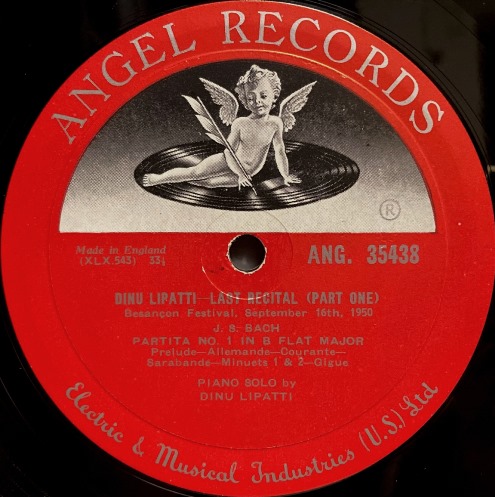 ANGEL RECORDS
®
Made in England
(XLX.543) 33⅓
ANG. 35438
DINU LIPATTI—LAST RECITAL (PART ONE)
Besançon Festival, September 16th, 1950
J. S. BACH
PARTITA NO. 1 IN B FLAT MAJOR
Prelude—Allemande—Courante—
Sarabande—Minuets 1 & 2—Gigue
PIANO SOLO by
DINU LIPATTI
Electric & Musical Industries (U.S.) Ltd